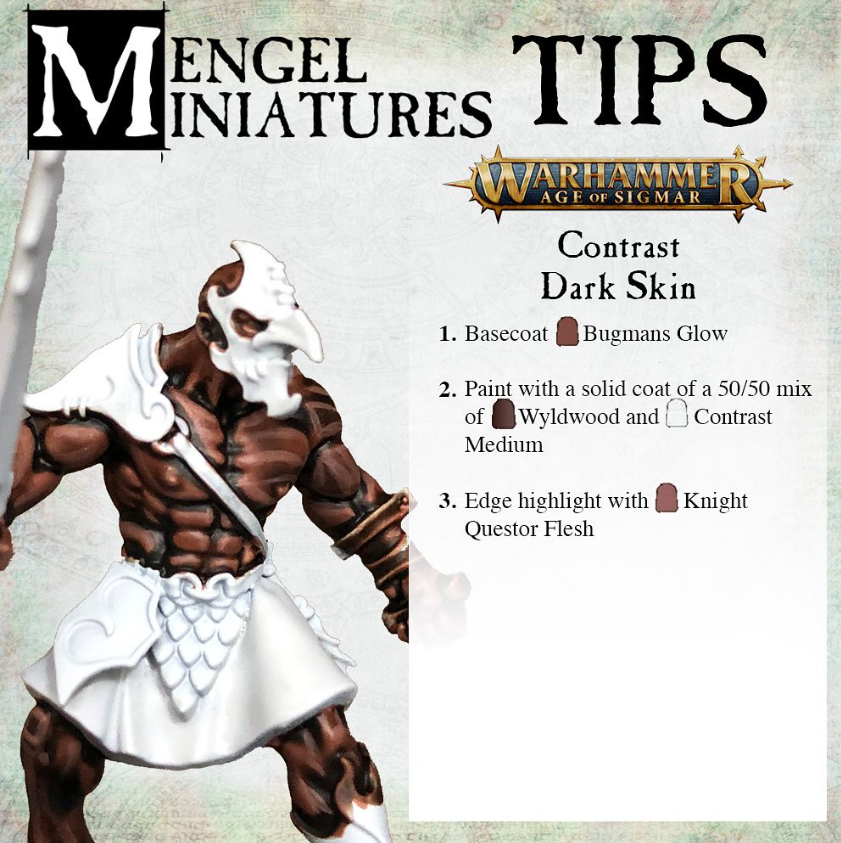 MENGEL
MINIATURES
TIPS
WARHAMMER
AGE OF SIGMAR
Contrast
Dark Skin
1. Basecoat Bugmans Glow
2. Paint with a solid coat of a 50/50 mix
of Wyldwood and Contrast
Medium
3. Edge highlight with Knight
Questor Flesh